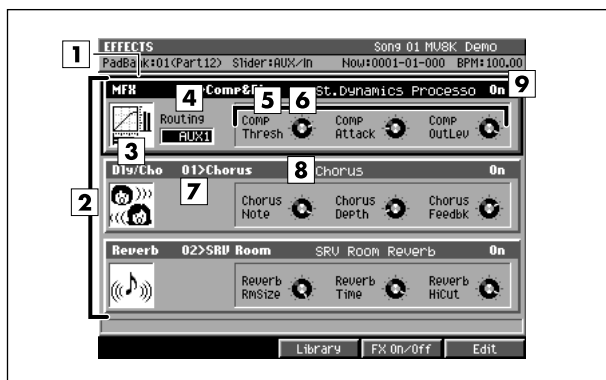 EFFECTS Song 01 MV8K Demo
PadBank:01(Part12) Slider:AUX/In Now:0001-01-000 BPM:100.00
1
9
MFX Comp& St.Dynamics Processo On
4 5 6
Routing
AUX1
Comp Thresh
Comp Attack
Comp OutLev
3
2
Dly/Cho 01>Chorus Chorus On
7 8
Chorus Note
Chorus Depth
Chorus Feedbk
Reverb 02>SRV Room SRV Room Reverb On
Reverb RmSize
Reverb Time
Reverb HiCut
Library FX On/Off Edit